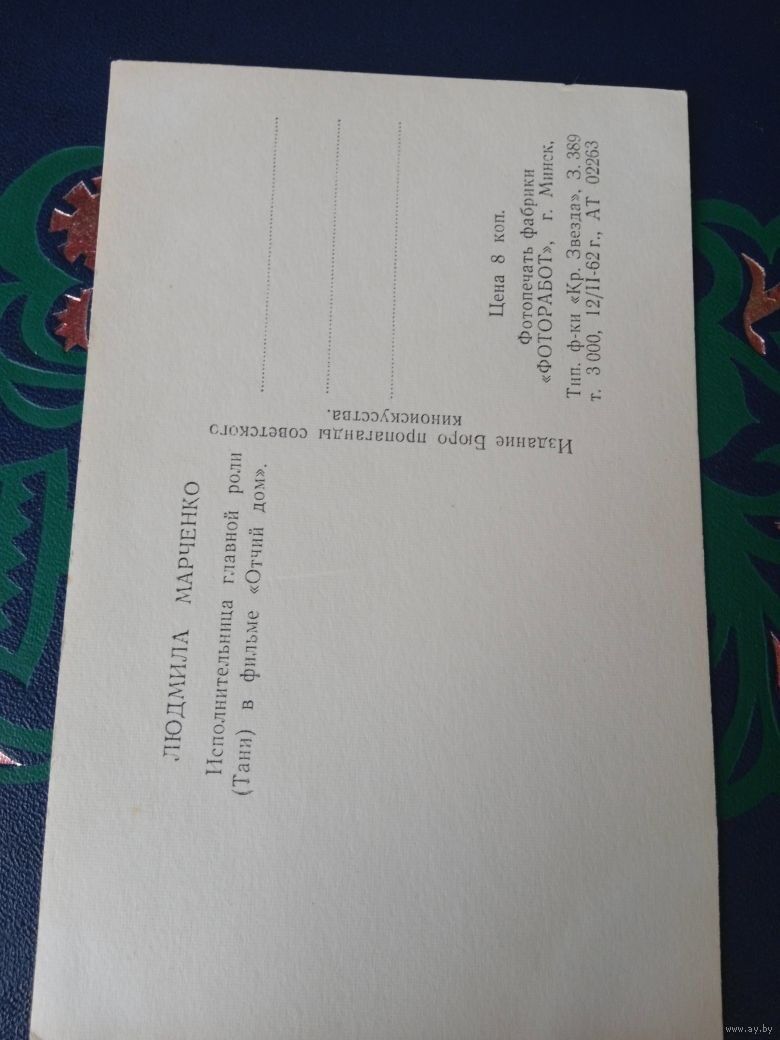 ЛЮДМИЛА МАРЧЕНКО
Исполнительница главной роли
(Тани) в фильме «Отчий дом».
Издание Бюро пропаганды советского
киноискусства.
Цена 8 коп.
Фотопечать фабрики
«ФОТОРАБОТ», г. Минск,
Тип. ф-ки «Кр. Звезда», З. 389
т. 3 000, 12/II-62 г., АТ 02263
www.ay.by